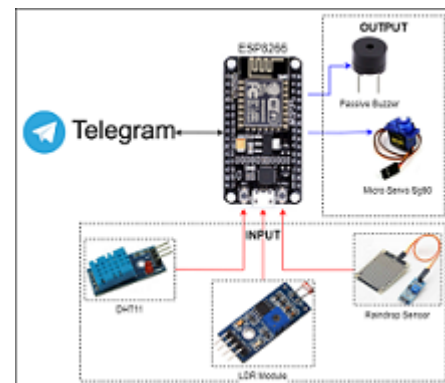 ESP8266
OUTPUT
Passive Buzzer
Telegram
Micro Servo Sg90
INPUT
DHT11
LDR Module
Raindrop Sensor